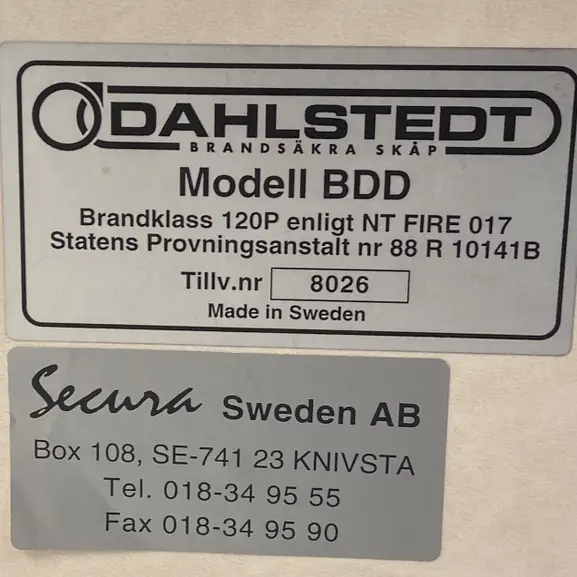 DAHLSTEDT
BRANDSÄKRA SKÅP
Modell BDD
Brandklass 120P enligt NT FIRE 017
Statens Provningsanstalt nr 88 R 10141B
Tillv.nr 8026
Made in Sweden
Secura Sweden AB
Box 108, SE-741 23 KNIVSTA
Tel. 018-34 95 55
Fax 018-34 95 90